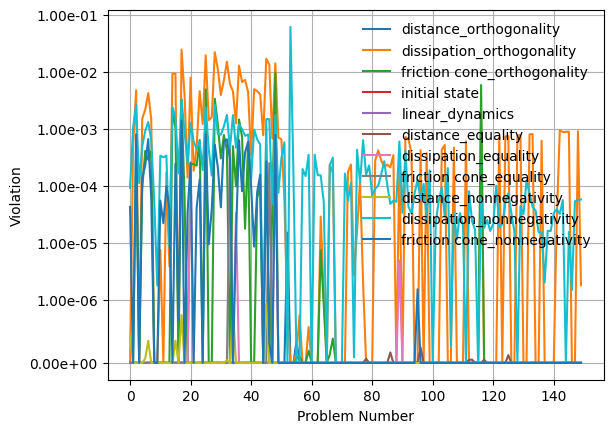 1.00e-01
1.00e-02
1.00e-03
1.00e-04
1.00e-05
1.00e-06
0.00e+00
Violation
distance_orthogonality
dissipation_orthogonality
friction cone_orthogonality
initial state
linear_dynamics
distance_equality
dissipation_equality
friction cone_equality
distance_nonnegativity
dissipation_nonnegativity
friction cone_nonnegativity
0 20 40 60 80 100 120 140
Problem Number